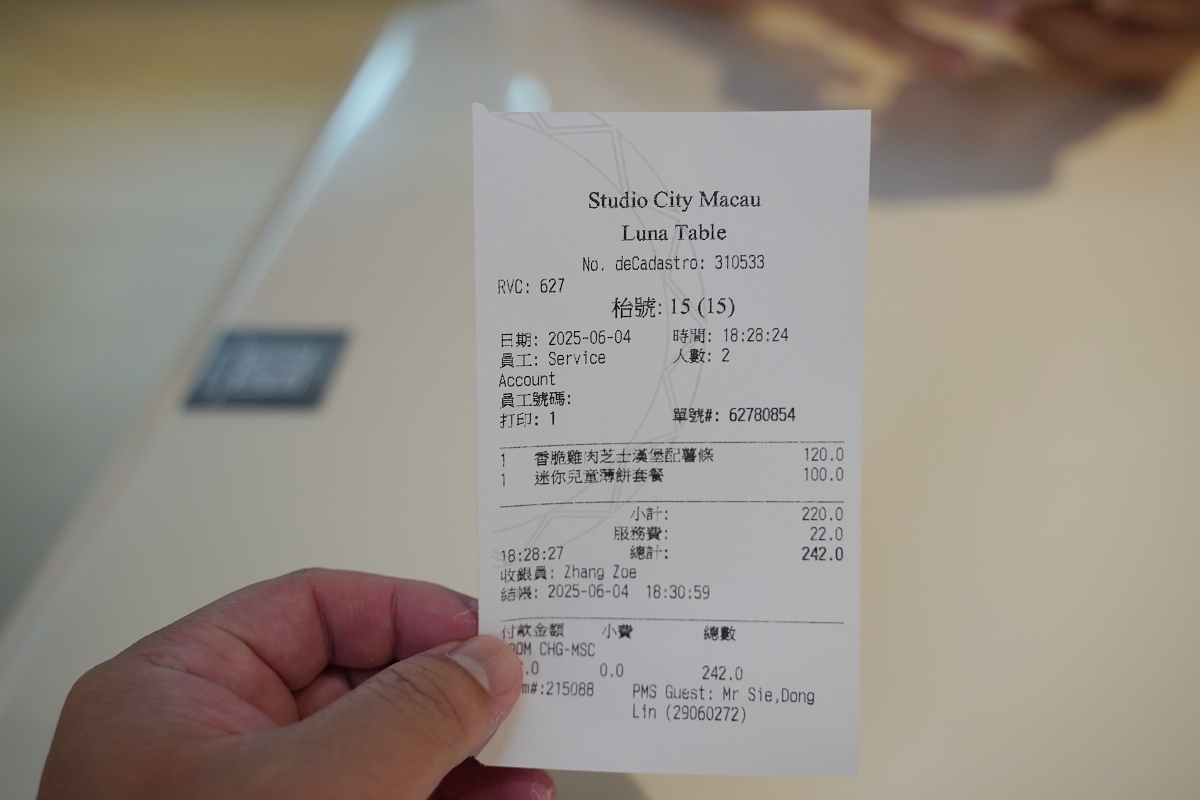 Studio City Macau
Luna Table
No. deCadastro: 310533
RVC: 627
枱號: 15 (15)
日期: 2025-06-04 時間: 18:28:24
員工: Service 人數: 2
Account
員工號碼:
打印: 1 單號#: 62780854
1 香脆雞肉芝士漢堡配薯條 120.0
1 迷你兒童薄餅套餐 100.0
小計: 220.0
服務費: 22.0
18:28:27 總計: 242.0
收銀員: Zhang Zoe
結帳: 2025-06-04 18:30:59
付款金額 小費 總數
OM CHG-MSC
.0 0.0 242.0
m#:215088 PMS Guest: Mr Sie,Dong
Lin (29060272)